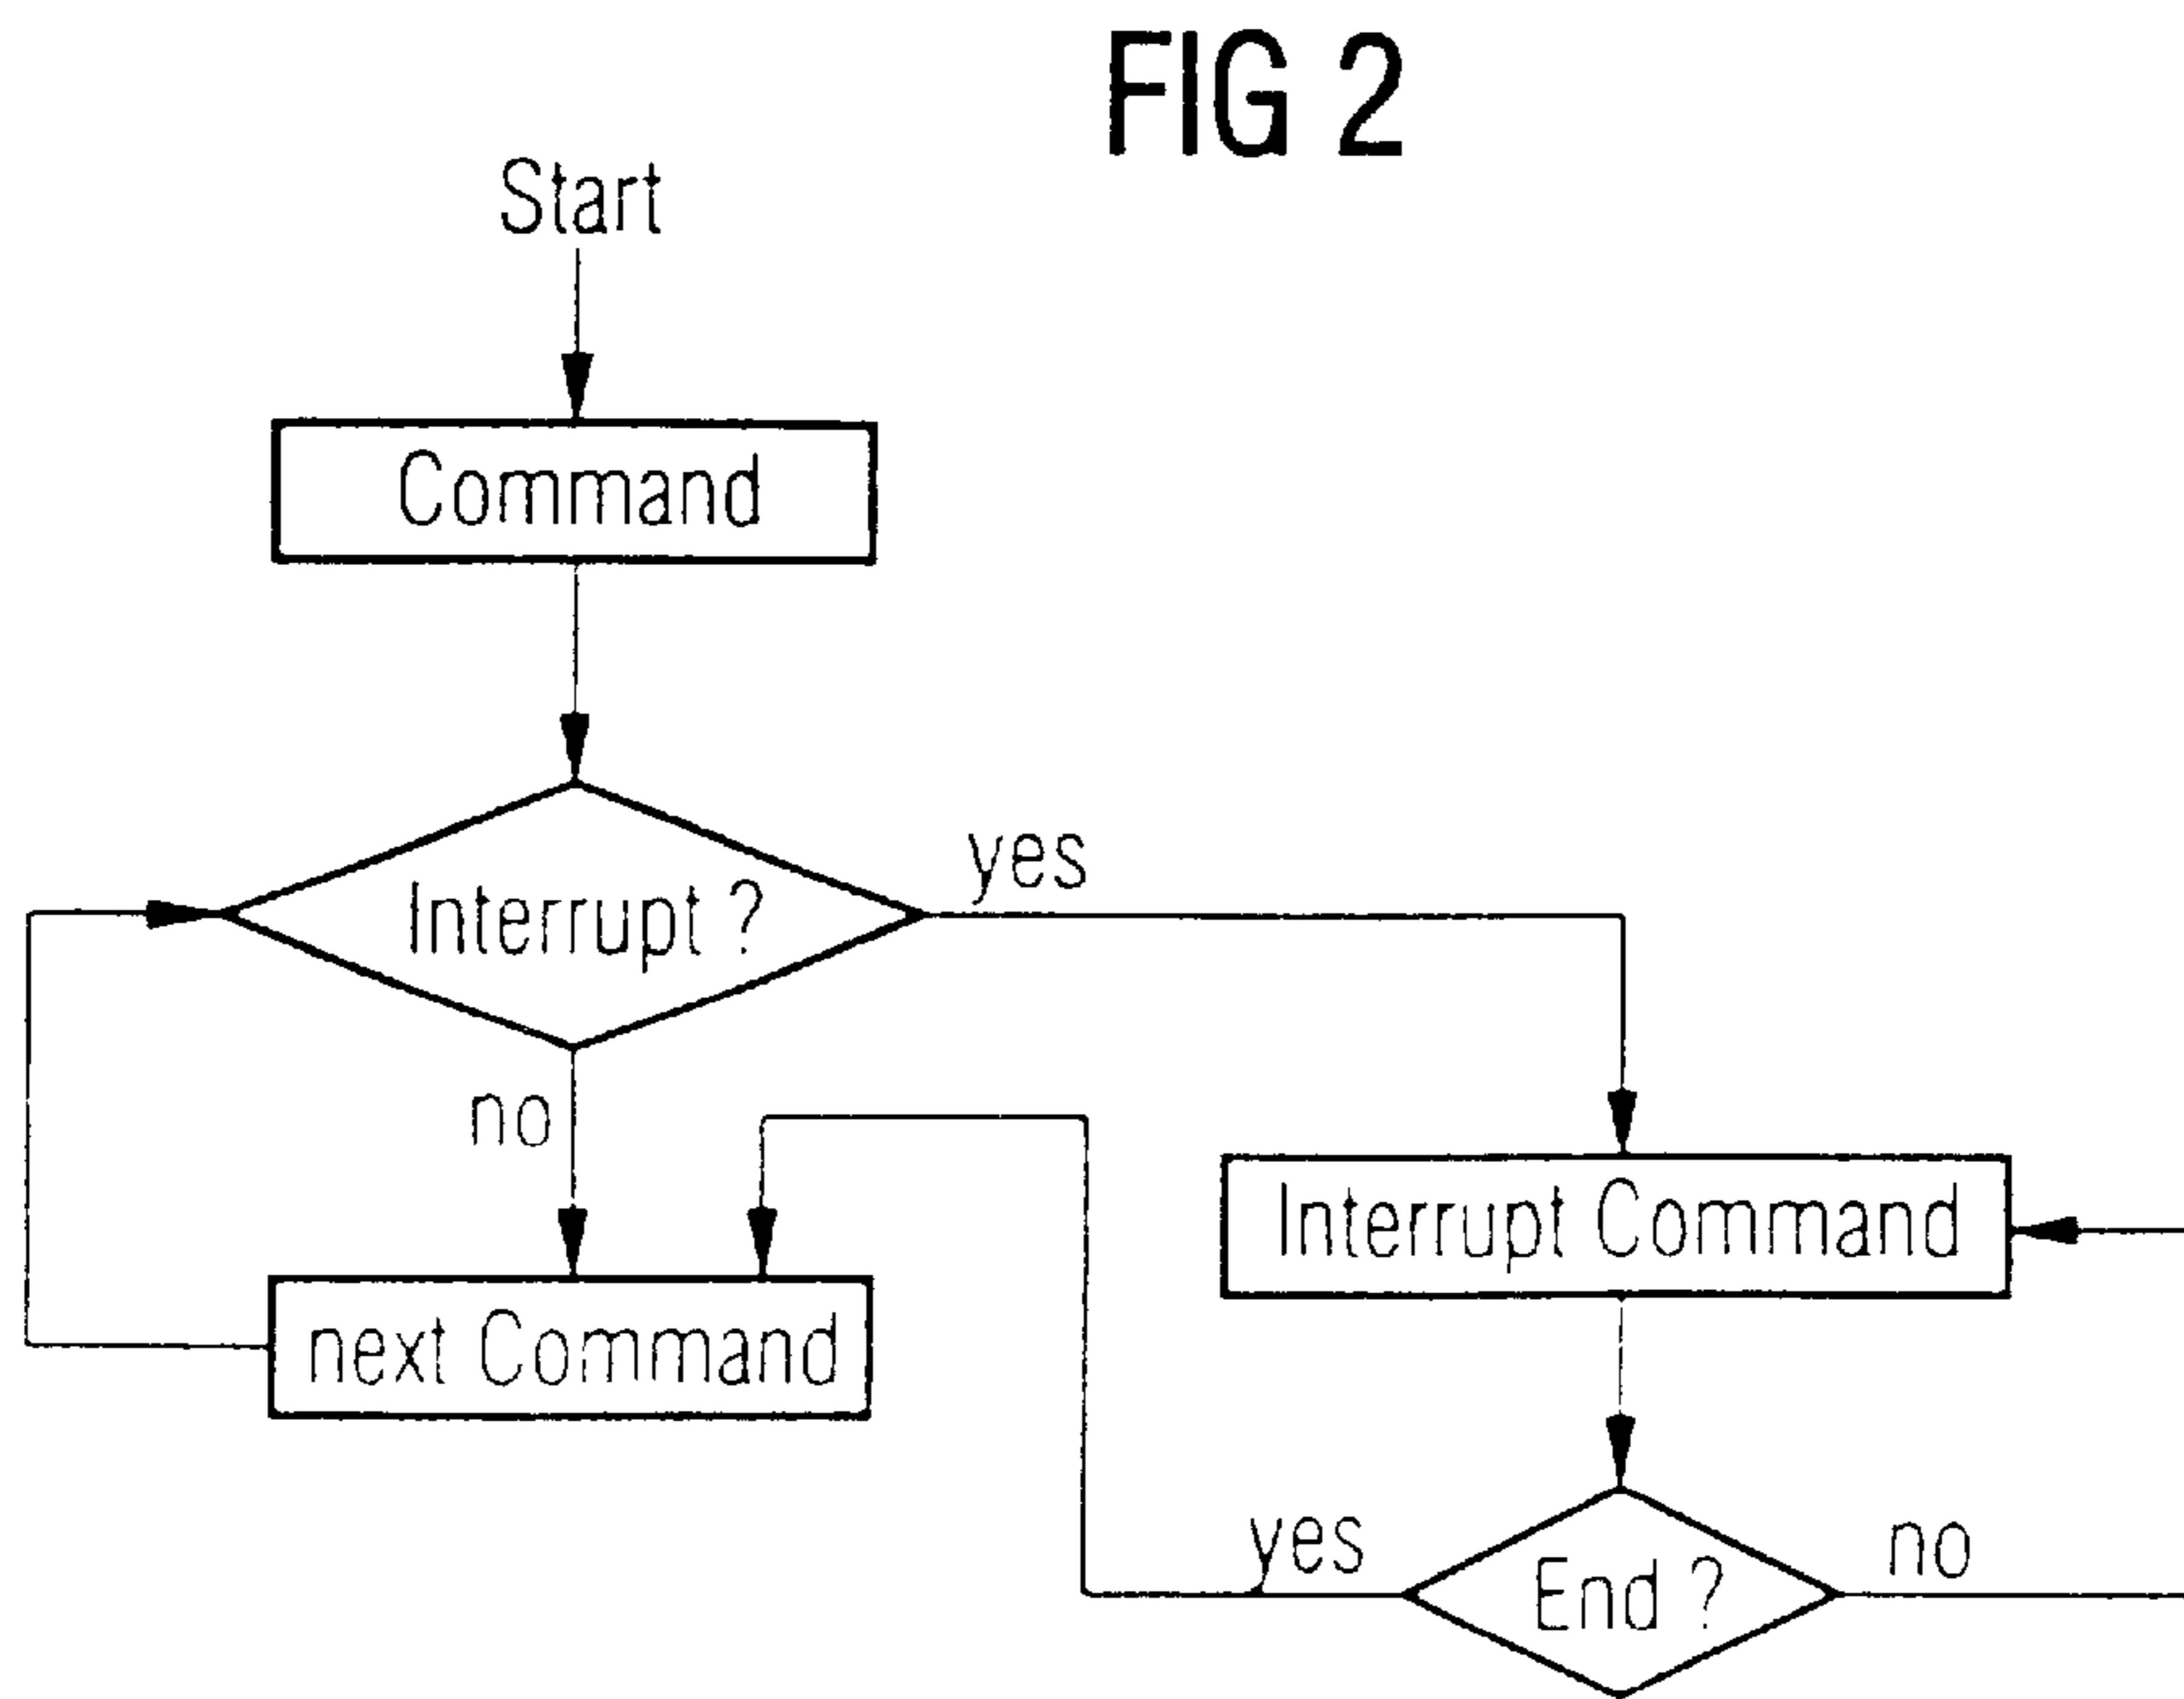 FIG 2
Start
Command
Interrupt ?
yes
no
next Command
Interrupt Command
End ?
yes
no